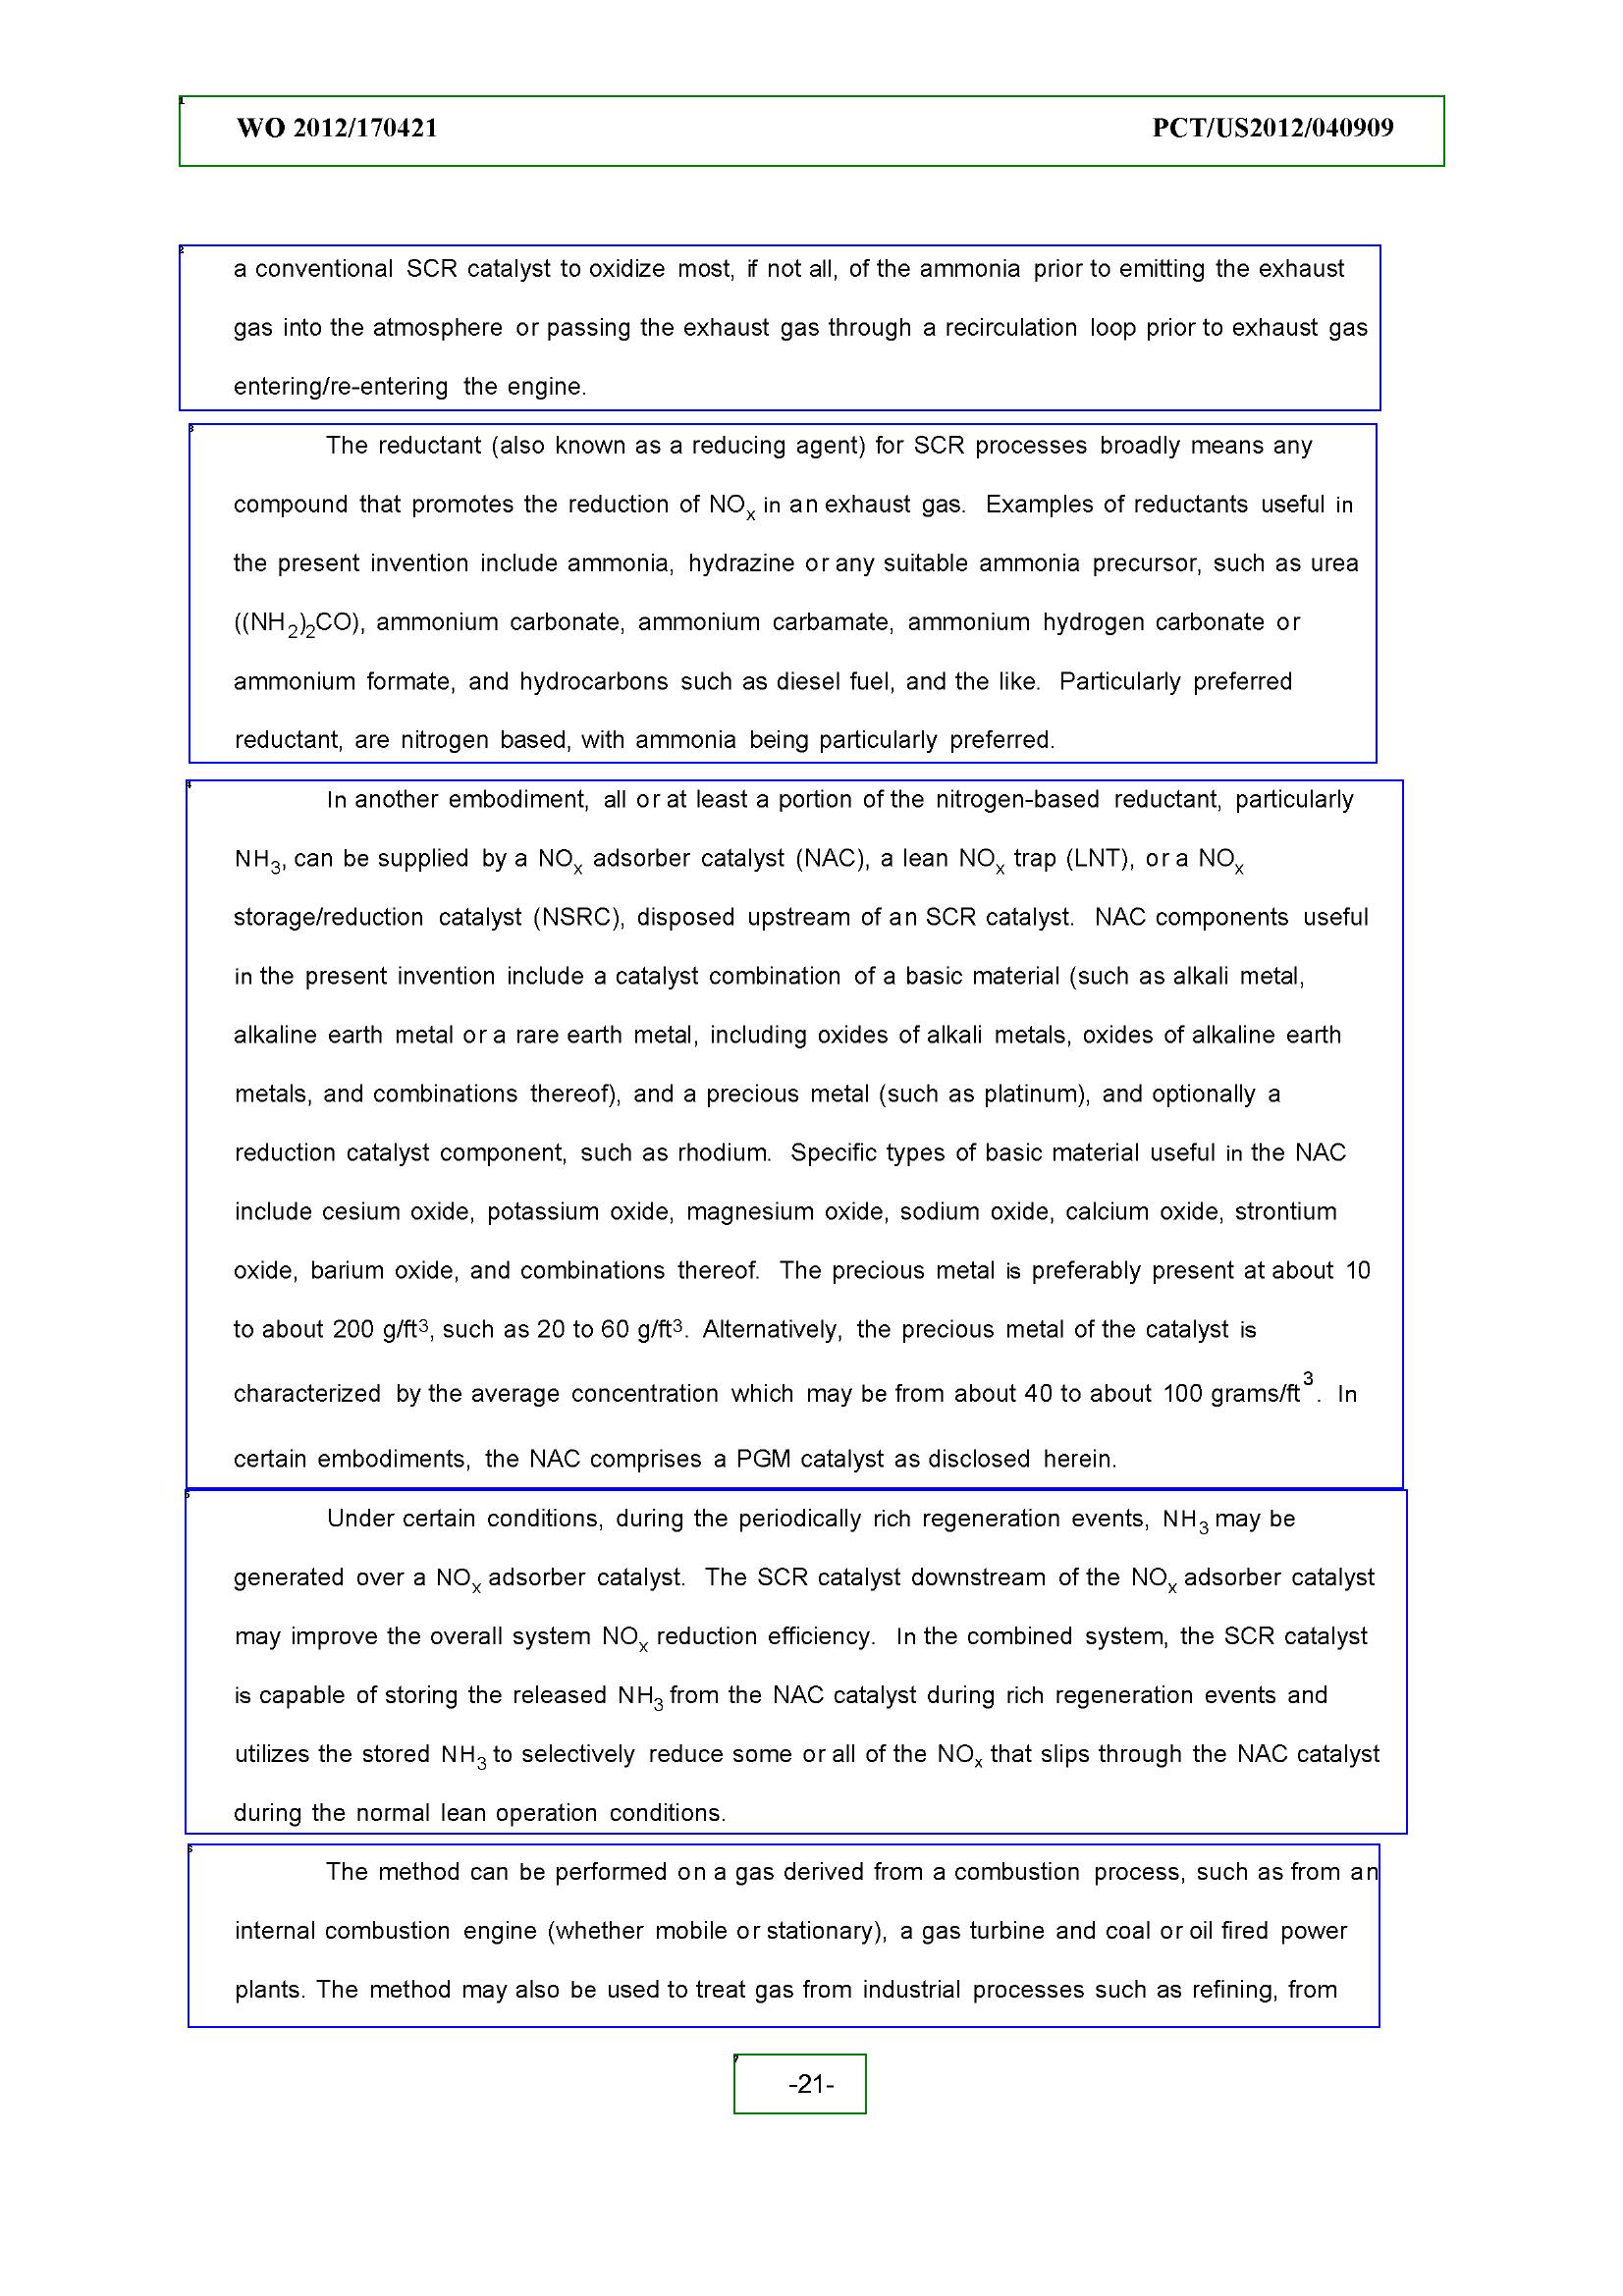 WO 2012/170421 PCT/US2012/040909
a conventional SCR catalyst to oxidize most, if not all, of the ammonia prior to emitting the exhaust
gas into the atmosphere or passing the exhaust gas through a recirculation loop prior to exhaust gas
entering/re-entering the engine.
The reductant (also known as a reducing agent) for SCR processes broadly means any
compound that promotes the reduction of NOₓ in an exhaust gas. Examples of reductants useful in
the present invention include ammonia, hydrazine or any suitable ammonia precursor, such as urea
((NH₂)₂CO), ammonium carbonate, ammonium carbamate, ammonium hydrogen carbonate or
ammonium formate, and hydrocarbons such as diesel fuel, and the like. Particularly preferred
reductant, are nitrogen based, with ammonia being particularly preferred.
In another embodiment, all or at least a portion of the nitrogen-based reductant, particularly
NH₃, can be supplied by a NOₓ adsorber catalyst (NAC), a lean NOₓ trap (LNT), or a NOₓ
storage/reduction catalyst (NSRC), disposed upstream of an SCR catalyst. NAC components useful
in the present invention include a catalyst combination of a basic material (such as alkali metal,
alkaline earth metal or a rare earth metal, including oxides of alkali metals, oxides of alkaline earth
metals, and combinations thereof), and a precious metal (such as platinum), and optionally a
reduction catalyst component, such as rhodium. Specific types of basic material useful in the NAC
include cesium oxide, potassium oxide, magnesium oxide, sodium oxide, calcium oxide, strontium
oxide, barium oxide, and combinations thereof. The precious metal is preferably present at about 10
to about 200 g/ft³, such as 20 to 60 g/ft³. Alternatively, the precious metal of the catalyst is
characterized by the average concentration which may be from about 40 to about 100 grams/ft³. In
certain embodiments, the NAC comprises a PGM catalyst as disclosed herein.
Under certain conditions, during the periodically rich regeneration events, NH₃ may be
generated over a NOₓ adsorber catalyst. The SCR catalyst downstream of the NOₓ adsorber catalyst
may improve the overall system NOₓ reduction efficiency. In the combined system, the SCR catalyst
is capable of storing the released NH₃ from the NAC catalyst during rich regeneration events and
utilizes the stored NH₃ to selectively reduce some or all of the NOₓ that slips through the NAC catalyst
during the normal lean operation conditions.
The method can be performed on a gas derived from a combustion process, such as from an
internal combustion engine (whether mobile or stationary), a gas turbine and coal or oil fired power
plants. The method may also be used to treat gas from industrial processes such as refining, from
-21-